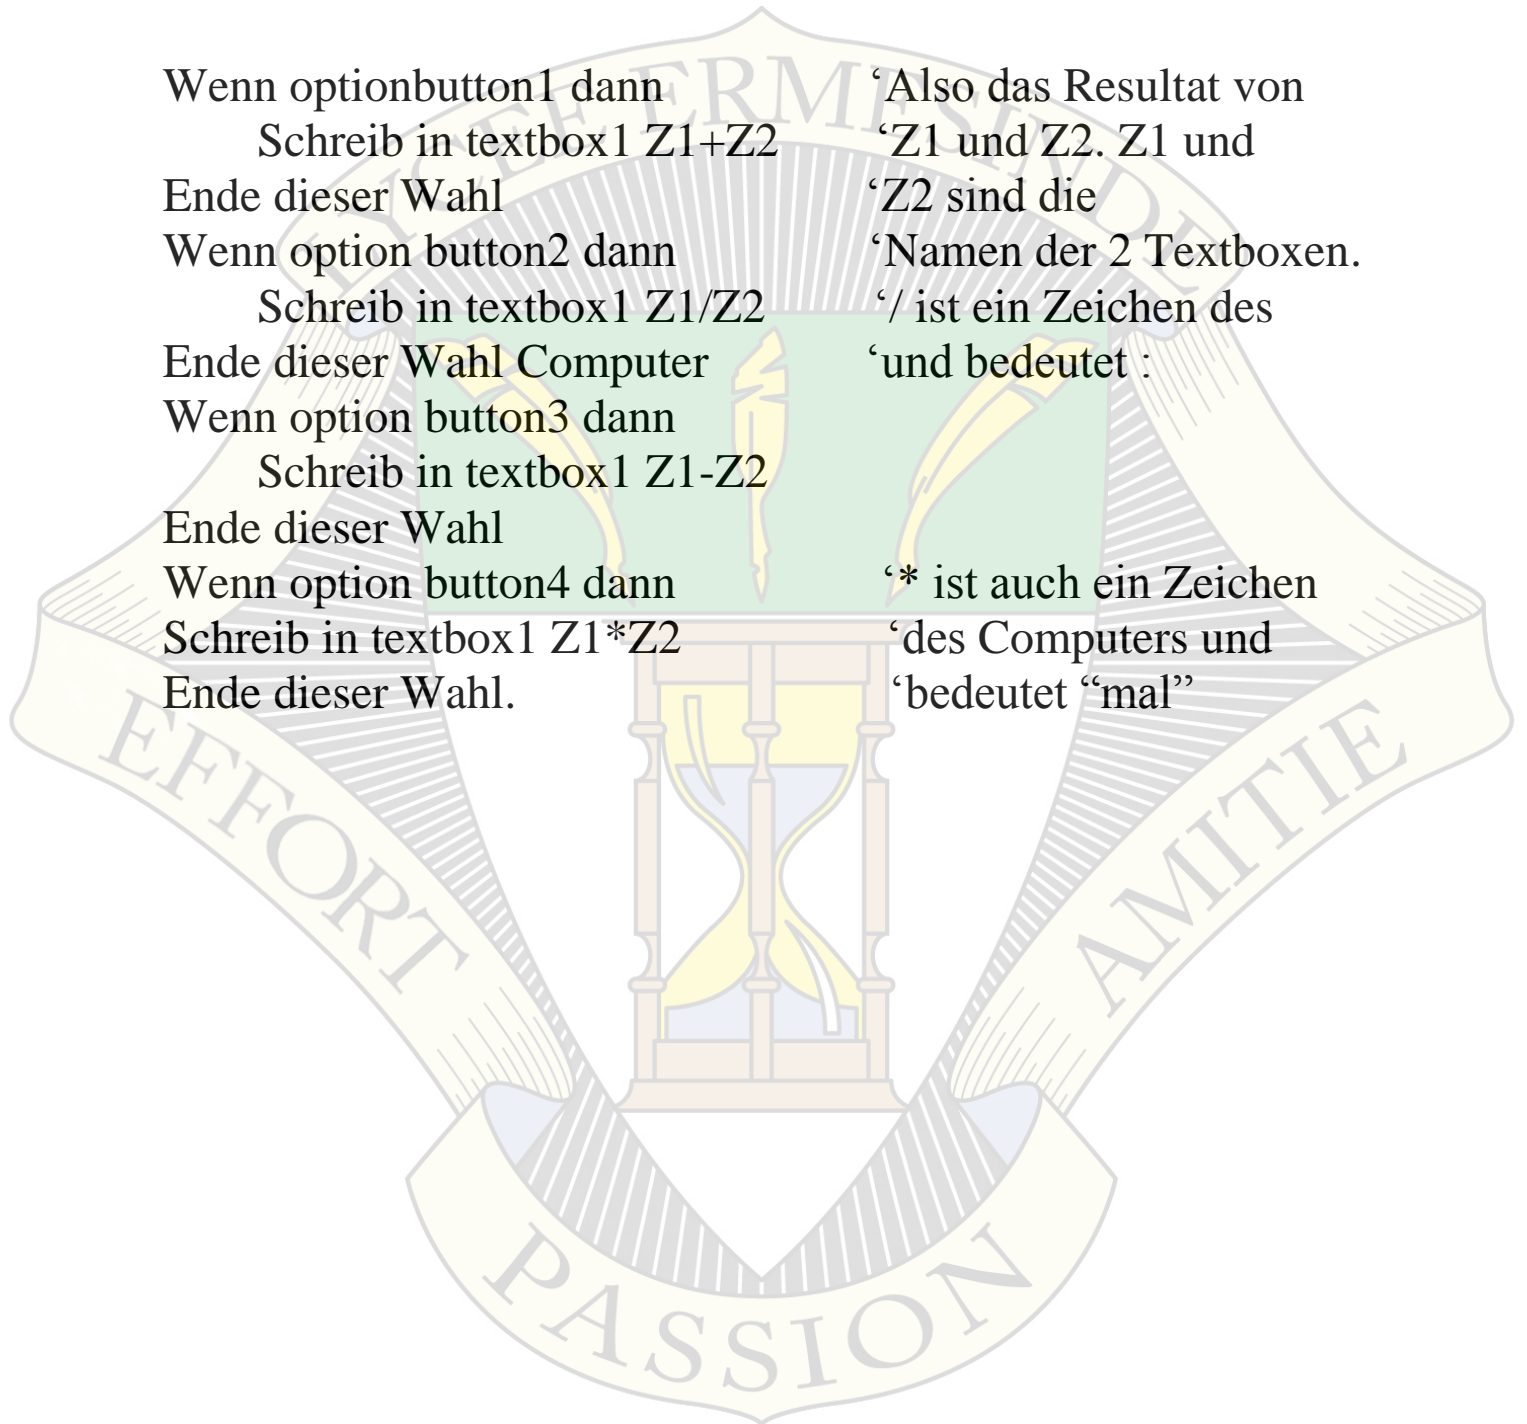 Wenn optionbutton1 dann ‘Also das Resultat von
Schreib in textbox1 Z1+Z2 ‘Z1 und Z2. Z1 und
Ende dieser Wahl ‘Z2 sind die
Wenn option button2 dann ‘Namen der 2 Textboxen.
Schreib in textbox1 Z1/Z2 ‘/ ist ein Zeichen des
Ende dieser Wahl Computer ‘und bedeutet :
Wenn option button3 dann
Schreib in textbox1 Z1-Z2
Ende dieser Wahl
Wenn option button4 dann ‘* ist auch ein Zeichen
Schreib in textbox1 Z1*Z2 ‘des Computers und
Ende dieser Wahl. ‘bedeutet “mal”
LYCEE ERMESINDE
EFFORT
AMITIE
PASSION